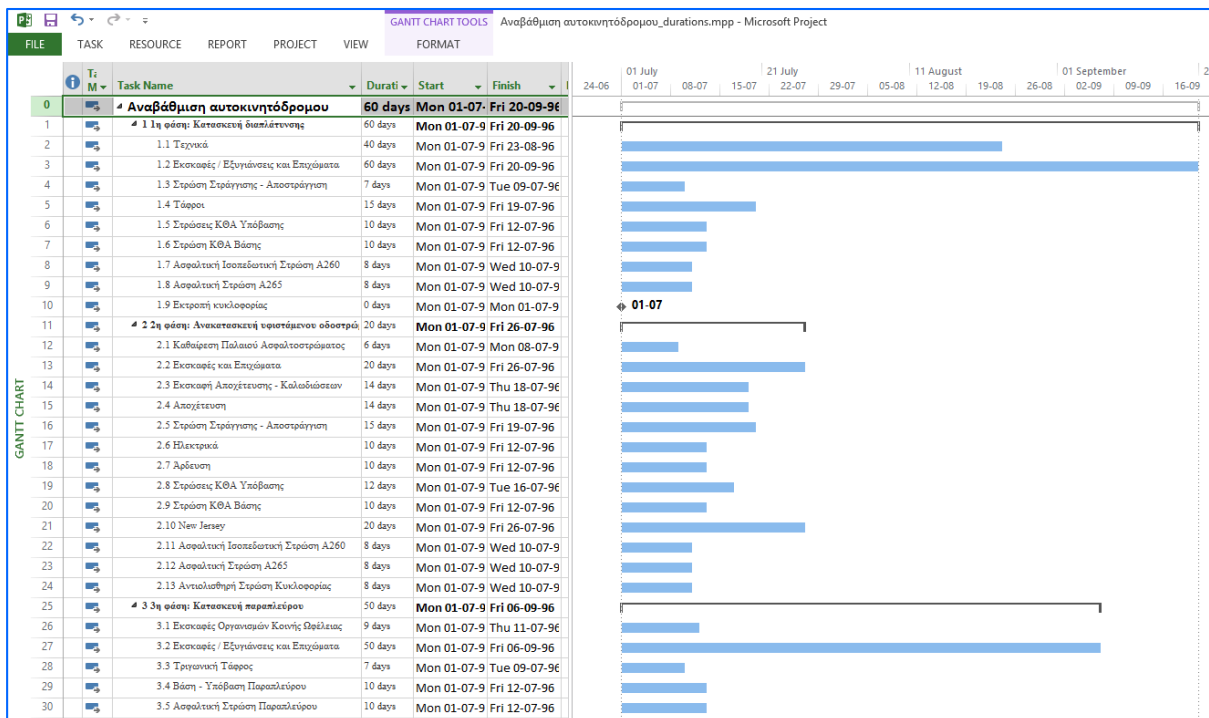 GANTT CHART TOOLS Αναβάθμιση αυτοκινητόδρομου_durations.mpp - Microsoft Project
FILE TASK RESOURCE REPORT PROJECT VIEW FORMAT
01 July 21 July 11 August 01 September 2
Ta M Task Name Durati Start Finish 24-06 01-07 08-07 15-07 22-07 29-07 05-08 12-08 19-08 26-08 02-09 09-09 16-09
0 Αναβάθμιση αυτοκινητόδρομου 60 days Mon 01-07- Fri 20-09-96
1 1 1η φάση: Κατασκευή διαπλάτυνσης 60 days Mon 01-07-9 Fri 20-09-96
2 1.1 Τεχνικά 40 days Mon 01-07-9 Fri 23-08-96
3 1.2 Εκσκαφές / Εξυγιάνσεις και Επιχώματα 60 days Mon 01-07-9 Fri 20-09-96
4 1.3 Στρώση Στράγγισης - Αποστράγγιση 7 days Mon 01-07-9 Tue 09-07-96
5 1.4 Τάφροι 15 days Mon 01-07-9 Fri 19-07-96
6 1.5 Στρώσεις ΚΘΑ Υπόβασης 10 days Mon 01-07-9 Fri 12-07-96
7 1.6 Στρώση ΚΘΑ Βάσης 10 days Mon 01-07-9 Fri 12-07-96
8 1.7 Ασφαλτική Ισοπεδωτική Στρώση Α260 8 days Mon 01-07-9 Wed 10-07-9
9 1.8 Ασφαλτική Στρώση Α265 8 days Mon 01-07-9 Wed 10-07-9
10 1.9 Εκτροπή κυκλοφορίας 0 days Mon 01-07-9 Mon 01-07-9 01-07
11 2 2η φάση: Ανακατασκευή υφιστάμενου οδοστρώ 20 days Mon 01-07-9 Fri 26-07-96
12 2.1 Καθαίρεση Παλαιού Ασφαλτοστρώματος 6 days Mon 01-07-9 Mon 08-07-9
13 2.2 Εκσκαφές και Επιχώματα 20 days Mon 01-07-9 Fri 26-07-96
14 2.3 Εκσκαφή Αποχέτευσης - Καλωδιώσεων 14 days Mon 01-07-9 Thu 18-07-96
15 2.4 Αποχέτευση 14 days Mon 01-07-9 Thu 18-07-96
16 2.5 Στρώση Στράγγισης - Αποστράγγιση 15 days Mon 01-07-9 Fri 19-07-96
17 2.6 Ηλεκτρικά 10 days Mon 01-07-9 Fri 12-07-96
18 2.7 Άρδευση 10 days Mon 01-07-9 Fri 12-07-96
19 2.8 Στρώσεις ΚΘΑ Υπόβασης 12 days Mon 01-07-9 Tue 16-07-96
20 2.9 Στρώση ΚΘΑ Βάσης 10 days Mon 01-07-9 Fri 12-07-96
21 2.10 New Jersey 20 days Mon 01-07-9 Fri 26-07-96
22 2.11 Ασφαλτική Ισοπεδωτική Στρώση Α260 8 days Mon 01-07-9 Wed 10-07-9
23 2.12 Ασφαλτική Στρώση Α265 8 days Mon 01-07-9 Wed 10-07-9
24 2.13 Αντιολισθηρή Στρώση Κυκλοφορίας 8 days Mon 01-07-9 Wed 10-07-9
25 3 3η φάση: Κατασκευή παραπλεύρου 50 days Mon 01-07-9 Fri 06-09-96
26 3.1 Εκσκαφές Οργανισμών Κοινής Ωφέλειας 9 days Mon 01-07-9 Thu 11-07-96
27 3.2 Εκσκαφές / Εξυγιάνσεις και Επιχώματα 50 days Mon 01-07-9 Fri 06-09-96
28 3.3 Τριγωνική Τάφρος 7 days Mon 01-07-9 Tue 09-07-96
29 3.4 Βάση - Υπόβαση Παραπλεύρου 10 days Mon 01-07-9 Fri 12-07-96
30 3.5 Ασφαλτική Στρώση Παραπλεύρου 10 days Mon 01-07-9 Fri 12-07-96
GANTT CHART